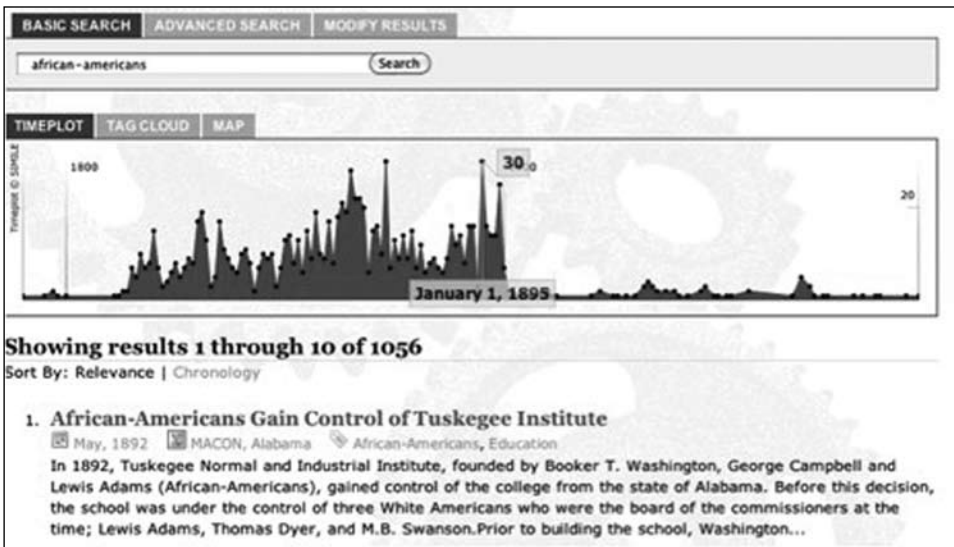 BASIC SEARCH ADVANCED SEARCH MODIFY RESULTS
african-americans Search
TIMEPLOT TAG CLOUD MAP
Timeplot © SIMILE
1800
30
20
January 1, 1895
Showing results 1 through 10 of 1056
Sort By: Relevance | Chronology
1. African-Americans Gain Control of Tuskegee Institute
May, 1892 MACON, Alabama African-Americans, Education
In 1892, Tuskegee Normal and Industrial Institute, founded by Booker T. Washington, George Campbell and
Lewis Adams (African-Americans), gained control of the college from the state of Alabama. Before this decision,
the school was under the control of three White Americans who were the board of the commissioners at the
time; Lewis Adams, Thomas Dyer, and M.B. Swanson.Prior to building the school, Washington...